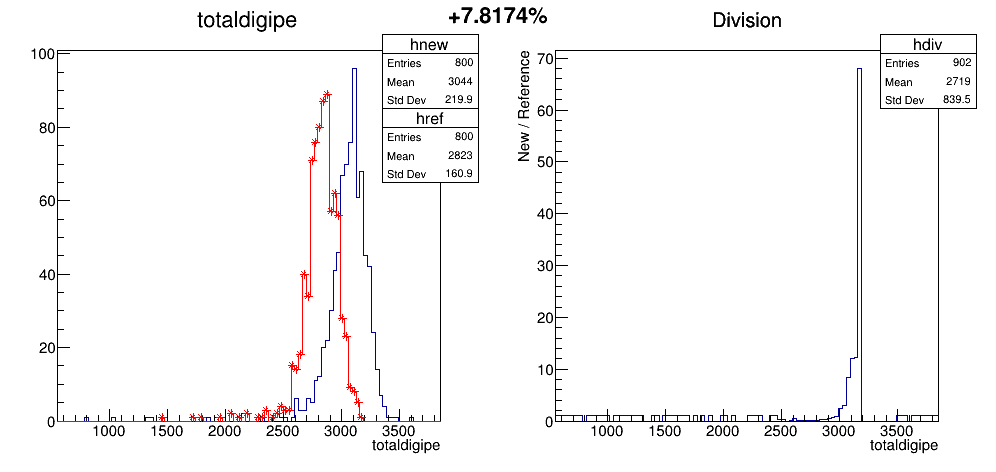 +7.8174%
totaldigipe
hnew
Entries 800
Mean 3044
Std Dev 219.9
href
Entries 800
Mean 2823
Std Dev 160.9
100
80
60
40
20
0
1000 1500 2000 2500 3000 3500
totaldigipe
Division
hdiv
Entries 902
Mean 2719
Std Dev 839.5
New / Reference
70
60
50
40
30
20
10
0
1000 1500 2000 2500 3000 3500
totaldigipe